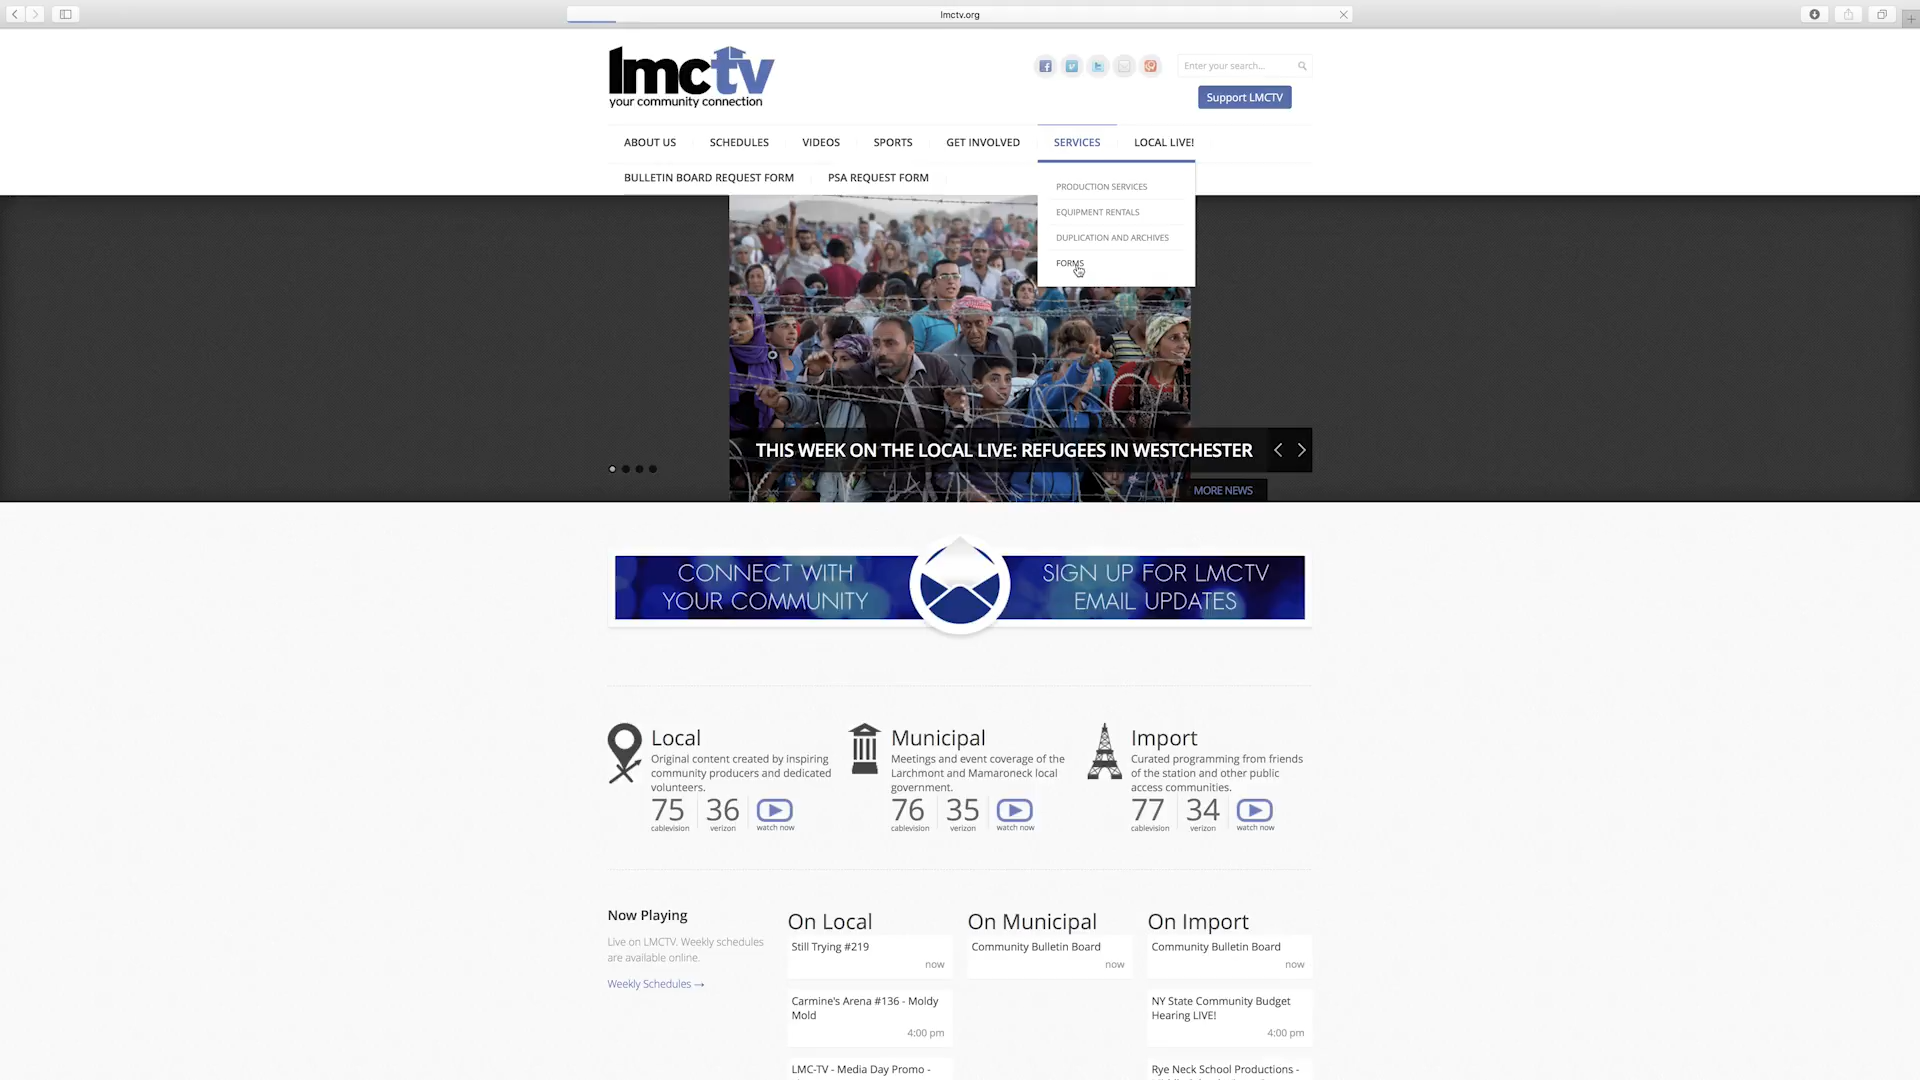 lmctv.org
lmctv
your community connection
Enter your search...
Support LMCTV
ABOUT US
SCHEDULES
VIDEOS
SPORTS
GET INVOLVED
SERVICES
LOCAL LIVE!
BULLETIN BOARD REQUEST FORM
PSA REQUEST FORM
PRODUCTION SERVICES
EQUIPMENT RENTALS
DUPLICATION AND ARCHIVES
FORMS
THIS WEEK ON THE LOCAL LIVE: REFUGEES IN WESTCHESTER
MORE NEWS
CONNECT WITH
YOUR COMMUNITY
SIGN UP FOR LMCTV
EMAIL UPDATES
Local
Original content created by inspiring
community producers and dedicated
volunteers.
75 36
cablevision verizon watch now
Municipal
Meetings and event coverage of the
Larchmont and Mamaroneck local
government.
76 35
cablevision verizon watch now
Import
Curated programming from friends
of the station and other public
access communities.
77 34
cablevision verizon watch now
Now Playing
Live on LMCTV. Weekly schedules
are available online.
Weekly Schedules →
On Local
Still Trying #219
now
Carmine's Arena #136 - Moldy
Mold
4:00 pm
LMC-TV - Media Day Promo -
On Municipal
Community Bulletin Board
now
On Import
Community Bulletin Board
now
NY State Community Budget
Hearing LIVE!
4:00 pm
Rye Neck School Productions -